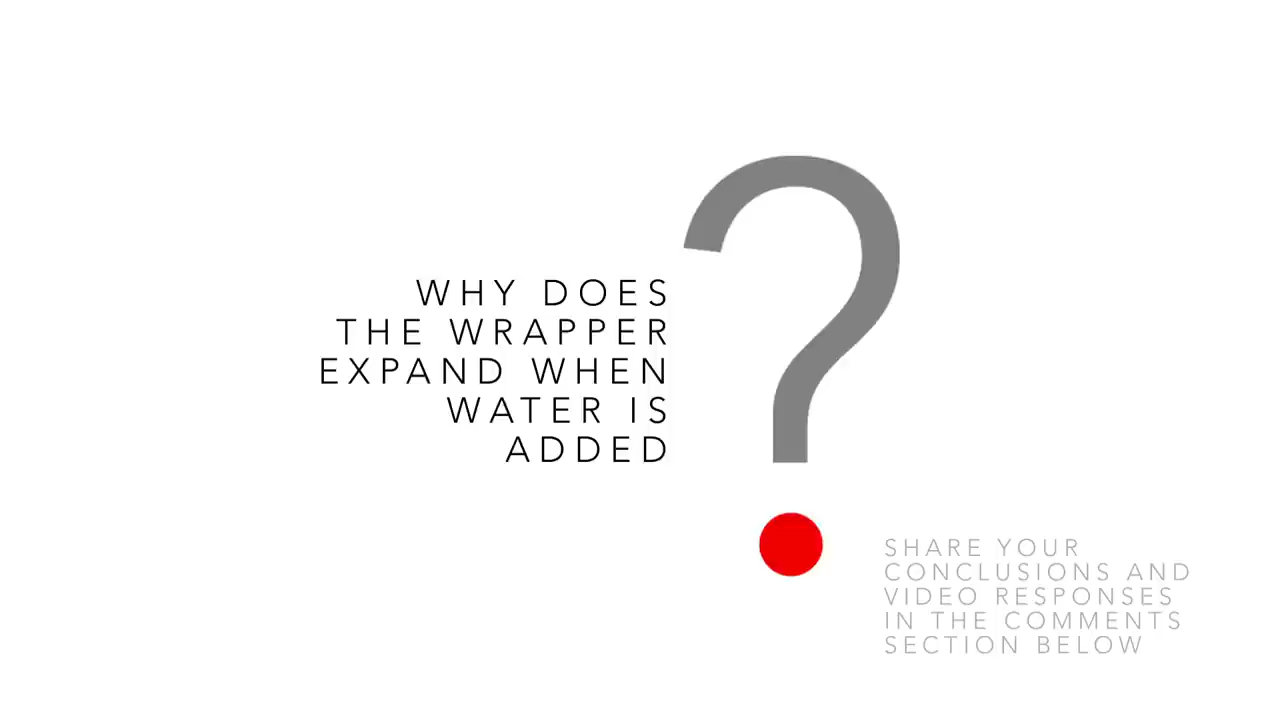 WHY DOES
THE WRAPPER
EXPAND WHEN
WATER IS
ADDED
?
SHARE YOUR
CONCLUSIONS AND
VIDEO RESPONSES
IN THE COMMENTS
SECTION BELOW